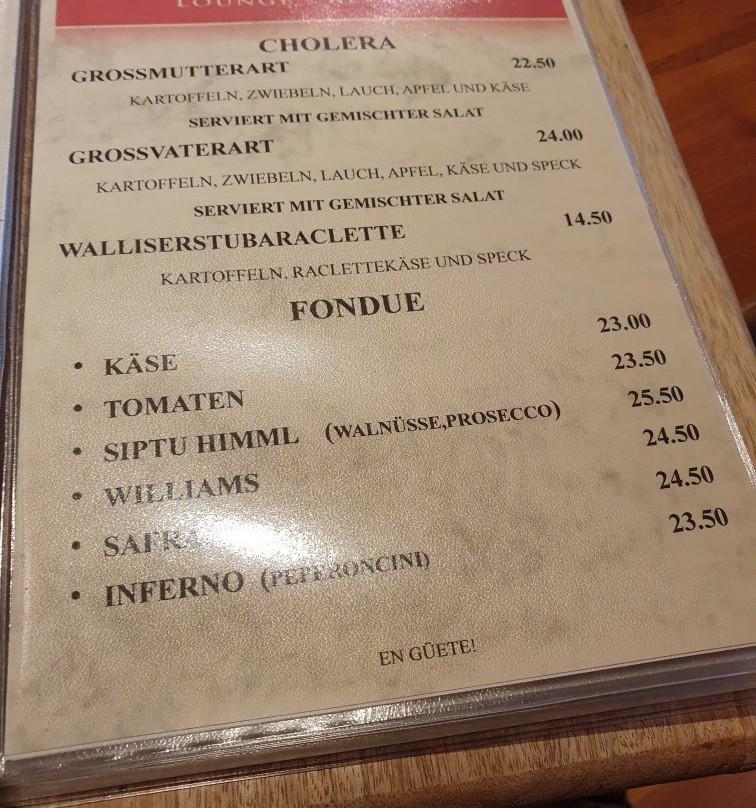 CHOLERA
GROSSMUTTERART 22.50
KARTOFFELN, ZWIEBELN, LAUCH, APFEL UND KÄSE
SERVIERT MIT GEMISCHTER SALAT
GROSSVATERART 24.00
KARTOFFELN, ZWIEBELN, LAUCH, APFEL, KÄSE UND SPECK
SERVIERT MIT GEMISCHTER SALAT
WALLISERSTUBARACLETTE 14.50
KARTOFFELN, RACLETTEKÄSE UND SPECK
FONDUE
• KÄSE 23.00
• TOMATEN 23.50
• SIPTU HIMML (WALNÜSSE,PROSECCO) 25.50
• WILLIAMS 24.50
• 24.50
• INFERNO (PEPERONCINI) 23.50
EN GÜETE!